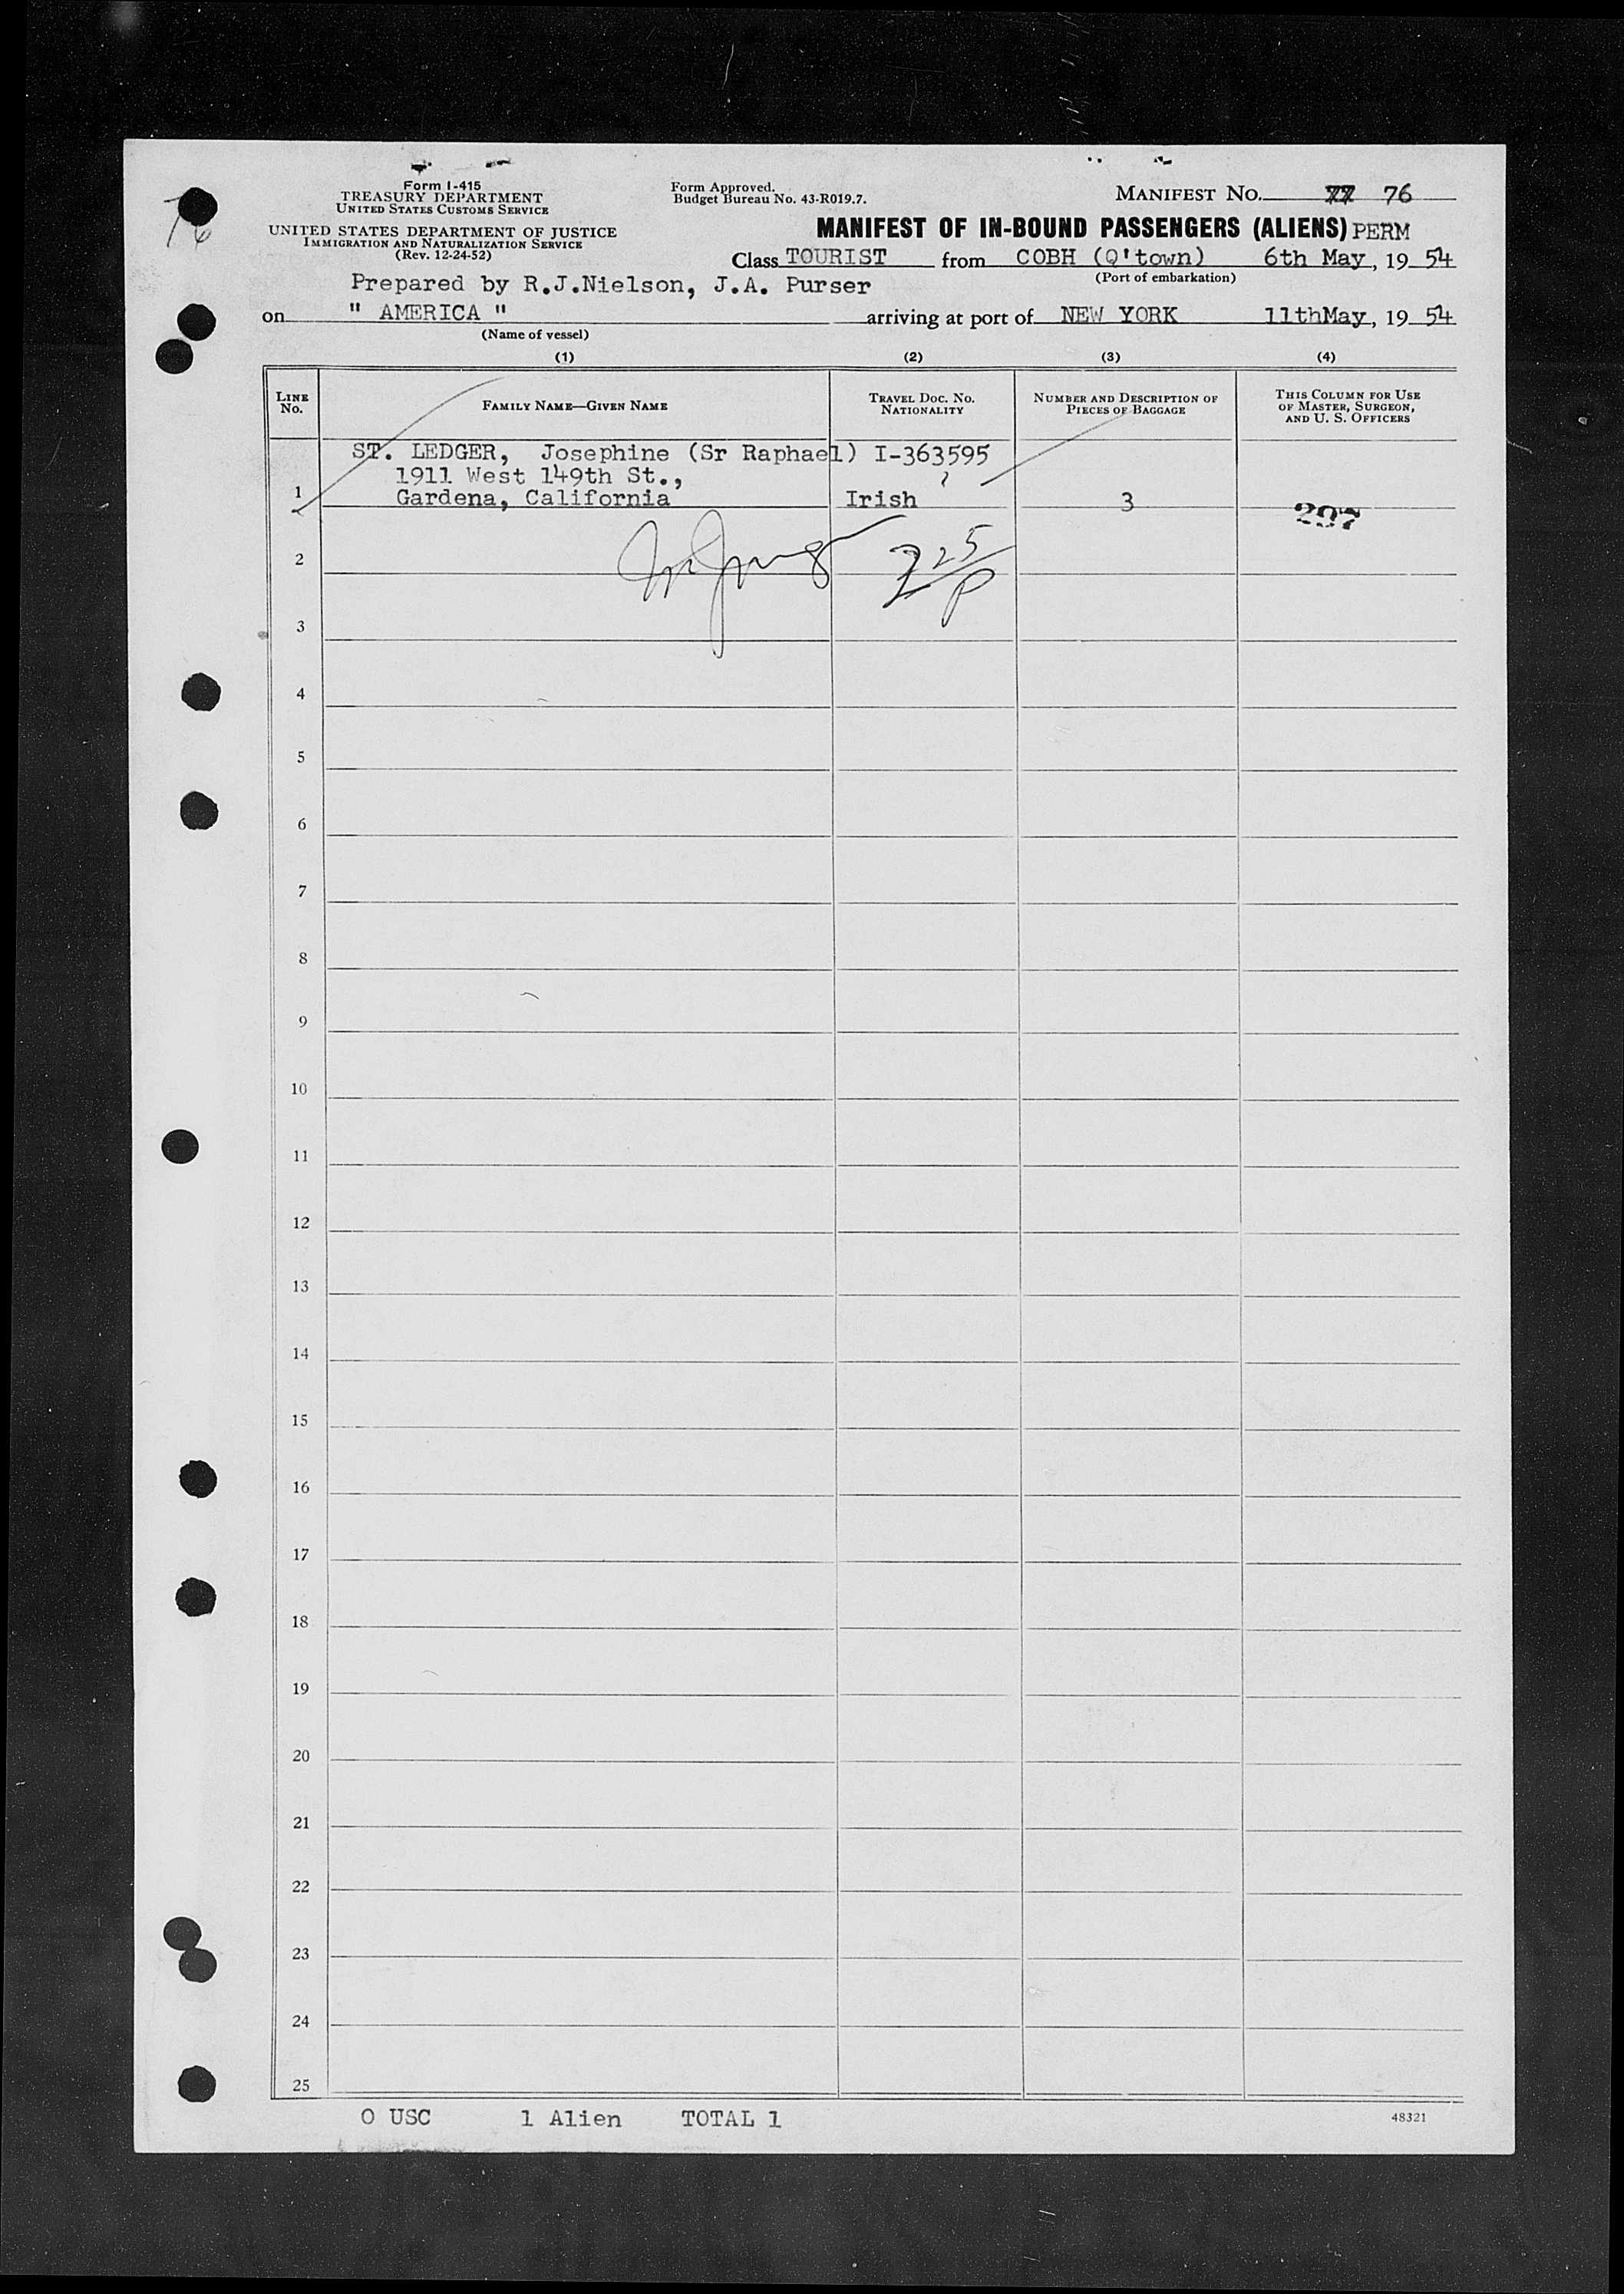 76
Form I-415
TREASURY DEPARTMENT
UNITED STATES CUSTOMS SERVICE
UNITED STATES DEPARTMENT OF JUSTICE
IMMIGRATION AND NATURALIZATION SERVICE
(Rev. 12-24-52)
Form Approved.
Budget Bureau No. 43-R019.7.
MANIFEST NO. 77 76
MANIFEST OF IN-BOUND PASSENGERS (ALIENS) PERM
Class TOURIST from COBH (Q'town) 6th May, 19 54
(Port of embarkation)
Prepared by R.J.Nielson, J.A. Purser
on " AMERICA " arriving at port of NEW YORK 11thMay, 19 54
(Name of vessel)
(1) (2) (3) (4)
LINE No. FAMILY NAME—GIVEN NAME TRAVEL DOC. NO. NATIONALITY NUMBER AND DESCRIPTION OF PIECES OF BAGGAGE THIS COLUMN FOR USE OF MASTER, SURGEON, AND U. S. OFFICERS
ST. LEDGER, Josephine (Sr Raphael) I-363595
1911 West 149th St.,
1 Gardena, California Irish 3 297
2 225/P
3
4
5
6
7
8
9
10
11
12
13
14
15
16
17
18
19
20
21
22
23
24
25
0 USC 1 Alien TOTAL 1
48321